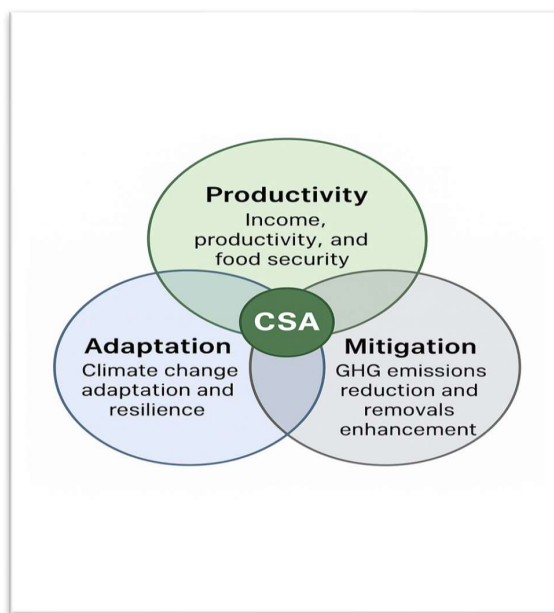 Productivity
Income,
productivity, and
food security
CSA
Adaptation
Climate change
adaptation and
resilience
Mitigation
GHG emissions
reduction and
removals
enhancement